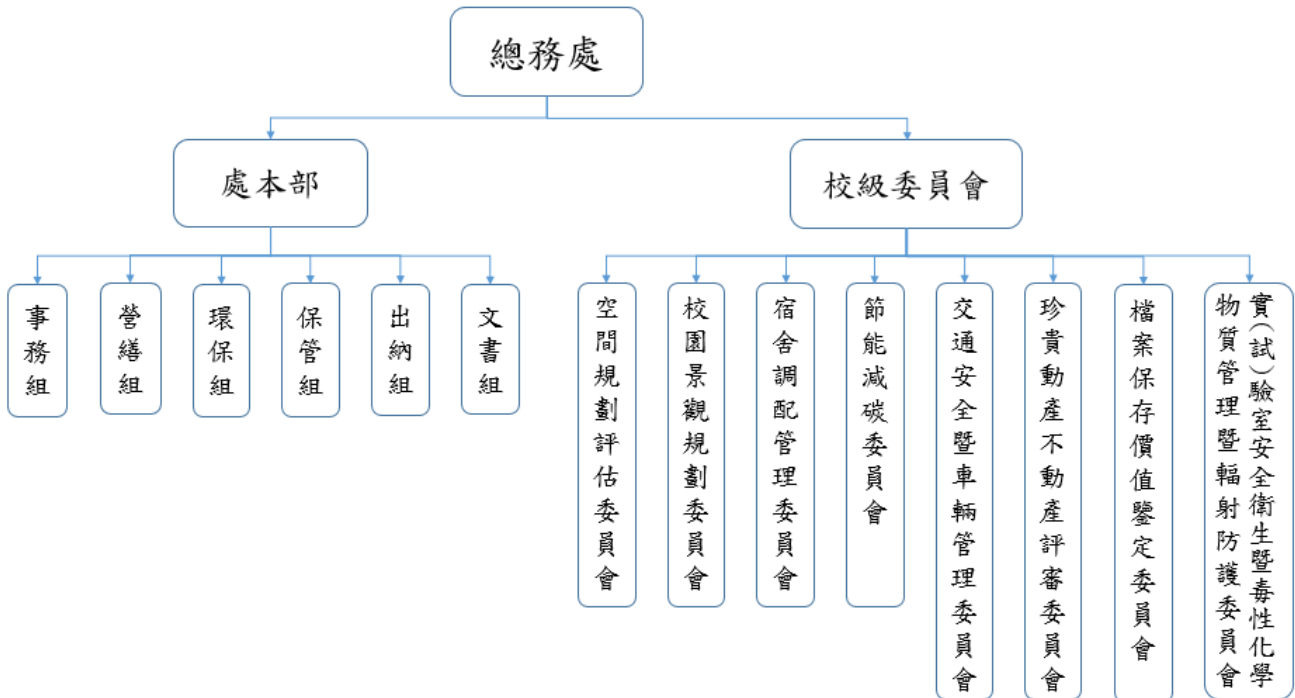 總務處
處本部
校級委員會
事務組
營繕組
環保組
保管組
出納組
文書組
空間規劃評估委員會
校園景觀規劃委員會
宿舍調配管理委員會
節能減碳委員會
交通安全暨車輛管理委員會
珍貴動產不動產評審委員會
檔案保存價值鑒定委員會
實(試)驗室安全衛生暨毒性化學
物質管理暨輻射防護委員會